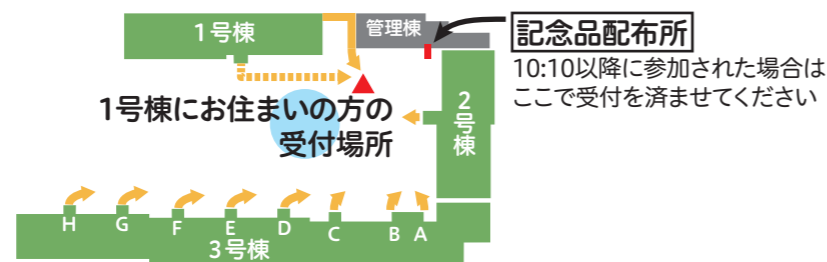 1号棟
管理棟
記念品配布所
10:10以降に参加された場合は
ここで受付を済ませてください
1号棟にお住まいの方の
受付場所
2号棟
H G F E D C B A
3号棟